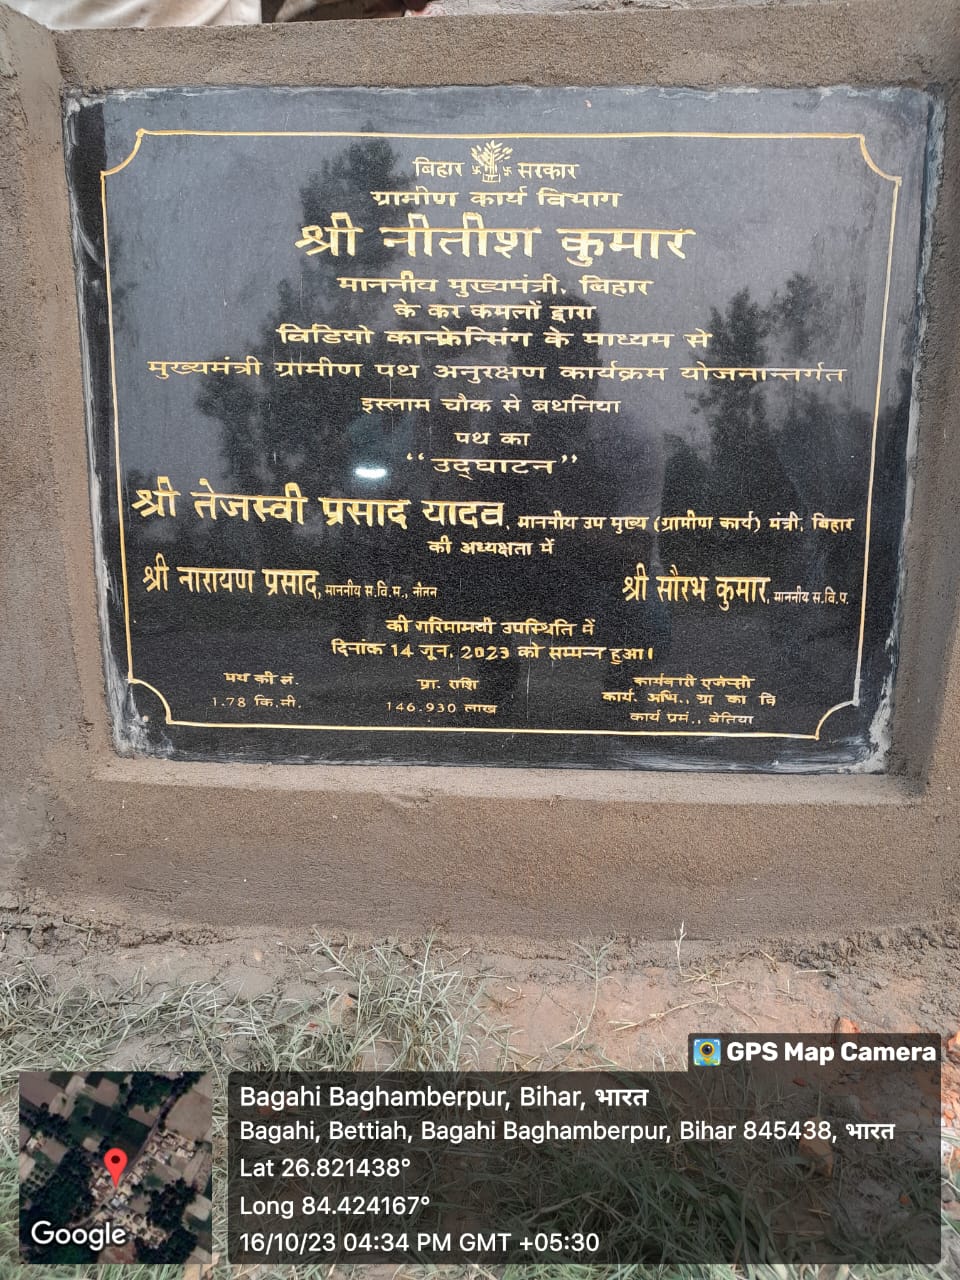 बिहार सरकार
ग्रामीण कार्य विभाग
श्री नीतीश कुमार
माननीय मुख्यमंत्री, बिहार
के कर कमलों द्वारा
विडियो कान्फ्रेन्सिंग के माध्यम से
मुख्यमंत्री ग्रामीण पथ अनुरक्षण कार्यक्रम योजनान्तर्गत
इस्लाम चौक से बथनिया
पथ का
“उद्घाटन”
श्री तेजस्वी प्रसाद यादव, माननीय उप मुख्य (ग्रामीण कार्य) मंत्री, बिहार
की अध्यक्षता में
श्री नारायण प्रसाद, माननीय स.वि.स., नौतन
श्री सौरभ कुमार, माननीय स.वि.प.
की गरिमामयी उपस्थिति में
दिनांक 14 जून, 2023 को सम्पन्न हुआ।
पथ की लं.
1.78 कि.मी.
प्रा. राशि
146.930 लाख
कार्यकारी एजेन्सी
कार्य. अभि., ग्रा का वि
कार्य प्रमं., बेतिया
GPS Map Camera
Bagahi Baghamberpur, Bihar, भारत
Bagahi, Bettiah, Bagahi Baghamberpur, Bihar 845438, भारत
Lat 26.821438°
Long 84.424167°
16/10/23 04:34 PM GMT +05:30
Google